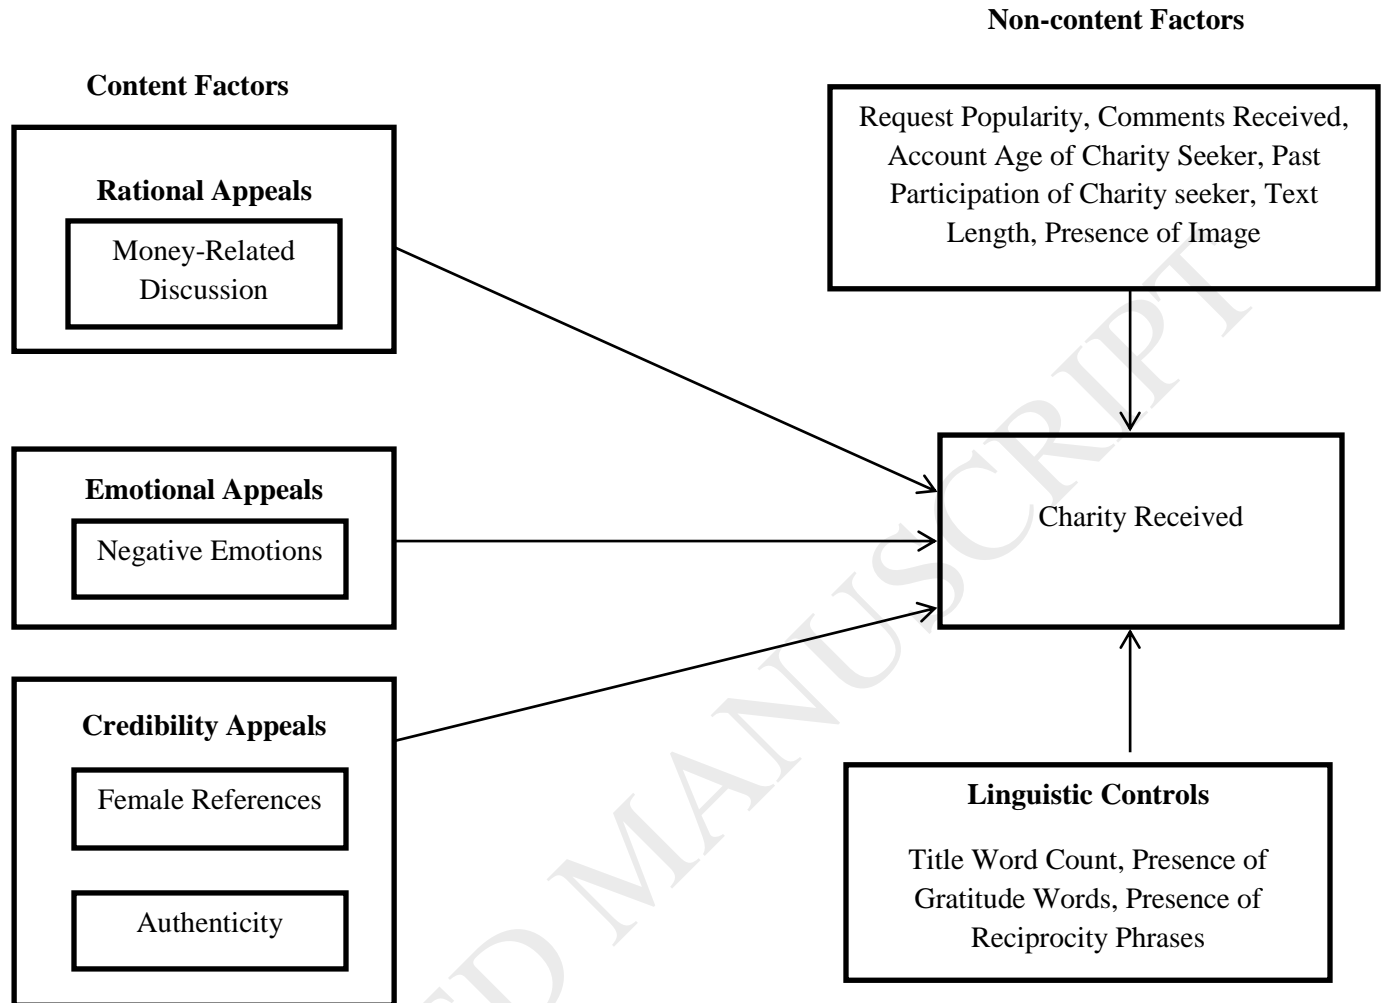 Non-content Factors
Content Factors
Request Popularity, Comments Received,
Account Age of Charity Seeker, Past
Participation of Charity seeker, Text
Length, Presence of Image
Rational Appeals
Money-Related
Discussion
Emotional Appeals
Negative Emotions
Charity Received
Credibility Appeals
Female References
Authenticity
Linguistic Controls
Title Word Count, Presence of
Gratitude Words, Presence of
Reciprocity Phrases
ED MANUSCRIPT